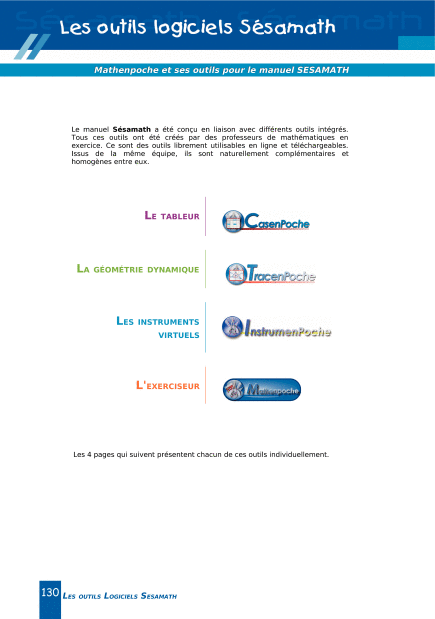 Les outils logiciels Sésamath
Mathenpoche et ses outils pour le manuel SESAMATH
Le manuel Sésamath a été conçu en liaison avec différents outils intégrés.
Tous ces outils ont été créés par des professeurs de mathématiques en
exercice. Ce sont des outils librement utilisables en ligne et téléchargeables.
Issus de la même équipe, ils sont naturellement complémentaires et
homogènes entre eux.
LE TABLEUR
CasenPoche
LA GÉOMÉTRIE DYNAMIQUE
TracenPoche
LES INSTRUMENTS
VIRTUELS
InstrumenPoche
L'EXERCISEUR
Mathenpoche
Les 4 pages qui suivent présentent chacun de ces outils individuellement.
130 LES OUTILS LOGICIELS SÉSAMATH